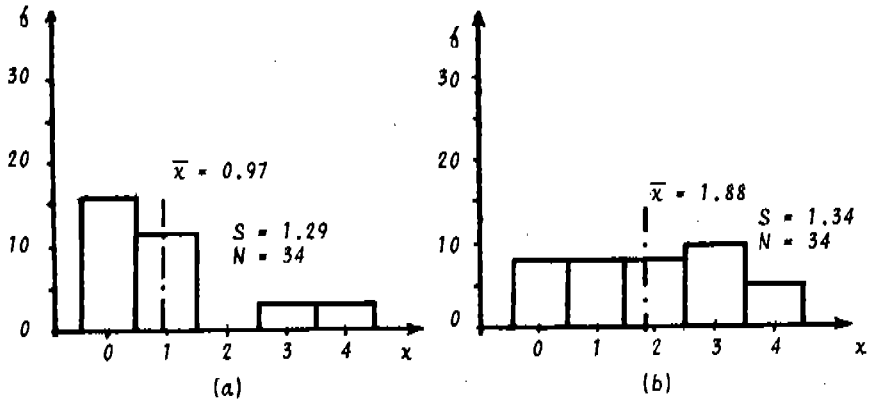 f
30
20
10
0
x̄ = 0.97
S = 1.29
N = 34
0 1 2 3 4 x
(a)
f
30
20
10
0
x̄ = 1.88
S = 1.34
N = 34
0 1 2 3 4 x
(b)